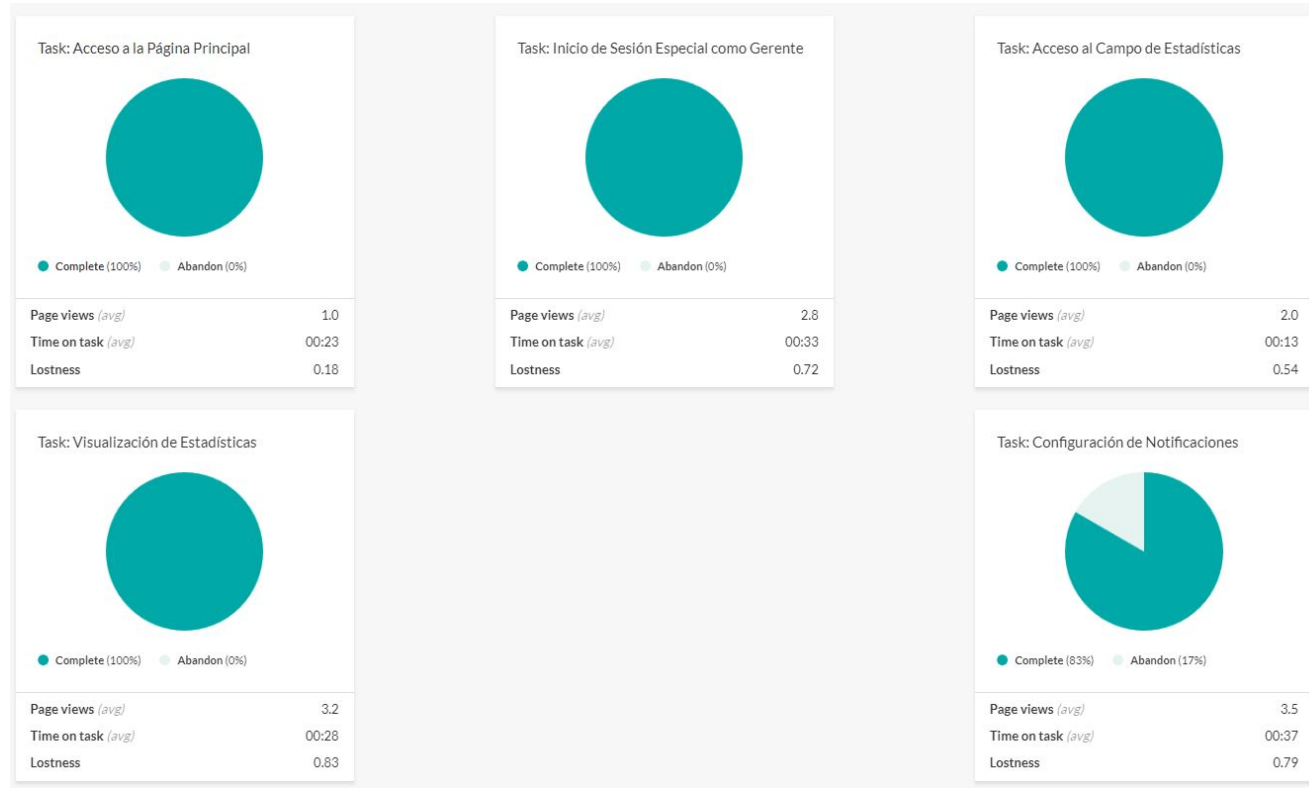 Task: Acceso a la Página Principal
Complete (100%) Abandon (0%)
Page views (avg) 1.0
Time on task (avg) 00:23
Lostness 0.18
Task: Inicio de Sesión Especial como Gerente
Complete (100%) Abandon (0%)
Page views (avg) 2.8
Time on task (avg) 00:33
Lostness 0.72
Task: Acceso al Campo de Estadísticas
Complete (100%) Abandon (0%)
Page views (avg) 2.0
Time on task (avg) 00:13
Lostness 0.54
Task: Visualización de Estadísticas
Complete (100%) Abandon (0%)
Page views (avg) 3.2
Time on task (avg) 00:28
Lostness 0.83
Task: Configuración de Notificaciones
Complete (83%) Abandon (17%)
Page views (avg) 3.5
Time on task (avg) 00:37
Lostness 0.79